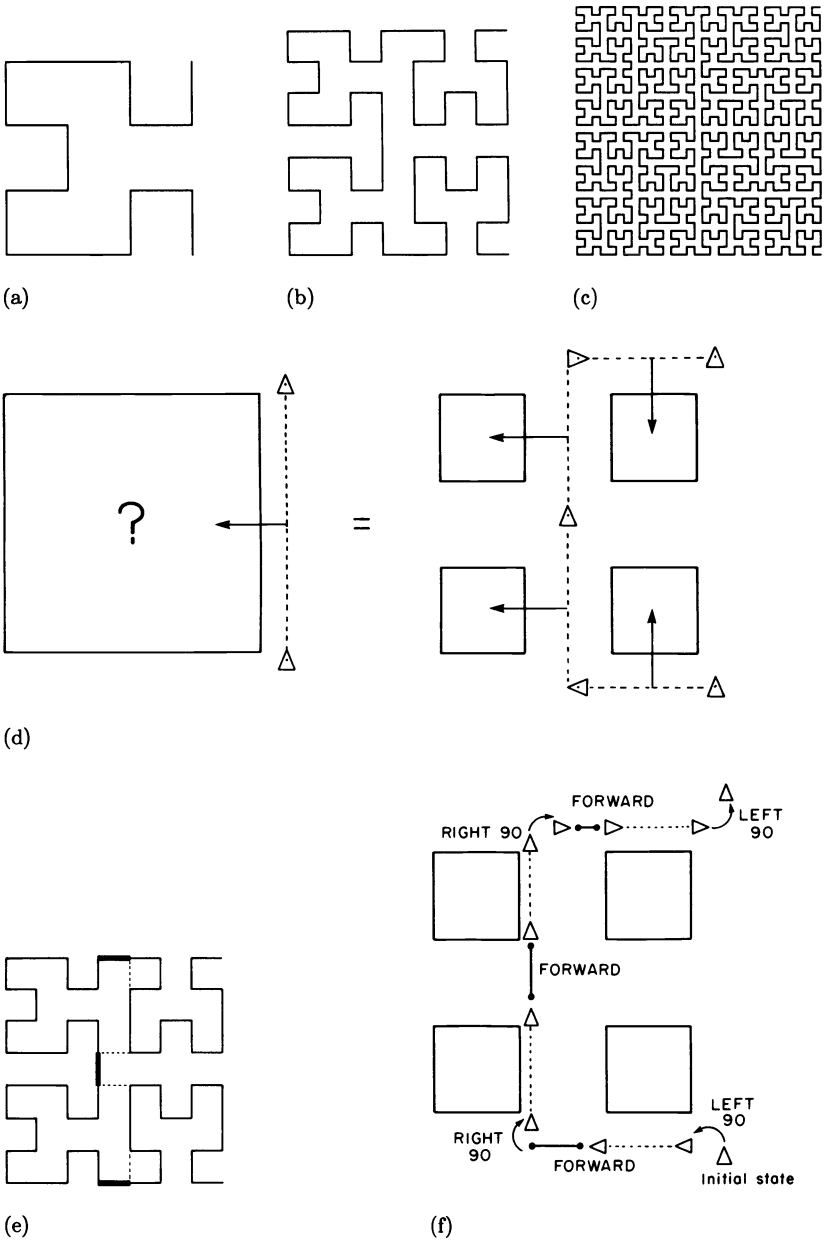 (a)
(b)
(c)
?
=
(d)
FORWARD
RIGHT 90
LEFT
90
FORWARD
LEFT
90
RIGHT
90
FORWARD
Initial state
(e)
(f)